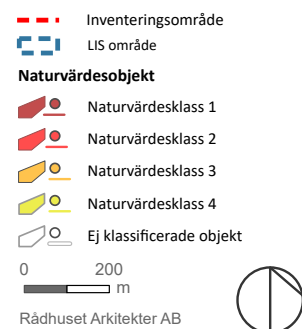 Inventeringsområde
LIS område
Naturvärdesobjekt
Naturvärdesklass 1
Naturvärdesklass 2
Naturvärdesklass 3
Naturvärdesklass 4
Ej klassificerade objekt
0 200
m
Rådhuset Arkitekter AB